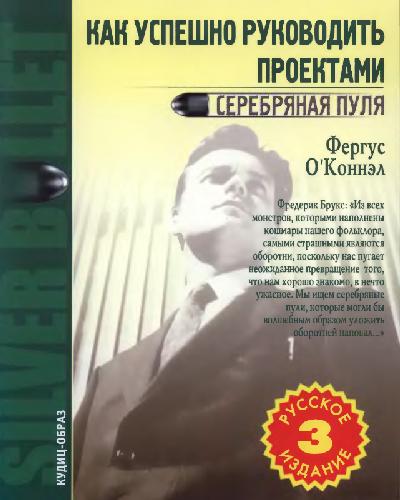 КАК УСПЕШНО РУКОВОДИТЬ
ПРОЕКТАМИ
СЕРЕБРЯНАЯ ПУЛЯ
Фергус
О'Коннэл
Фредерик Брукс: «Из всех
монстров, которыми наполнены
кошмары нашего фольклора,
самыми страшными являются
оборотни, поскольку нас пугает
неожиданное превращение того,
что нам хорошо знакомо, в нечто
ужасное. Мы ищем серебряные
пули, которые могли бы
волшебным образом уложить
оборотней наповал...»
SILVER BULLET
КУДИЦ-ОБРАЗ
РУССКОЕ
3
ИЗДАНИЕ